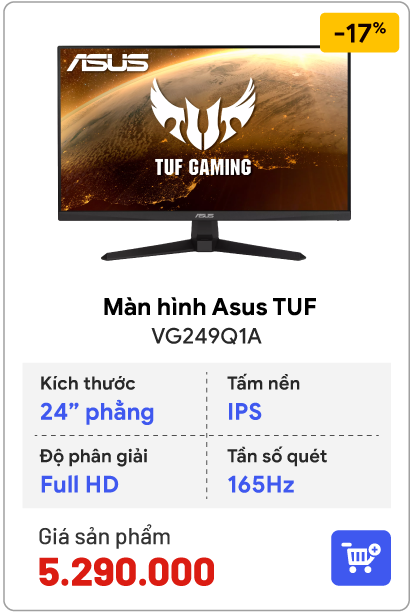 -17%
ASUS
TUF GAMING
ASUS
Màn hình Asus TUF
VG249Q1A
Kích thước
24” phẳng
Tấm nền
IPS
Độ phân giải
Full HD
Tần số quét
165Hz
Giá sản phẩm
5.290.000